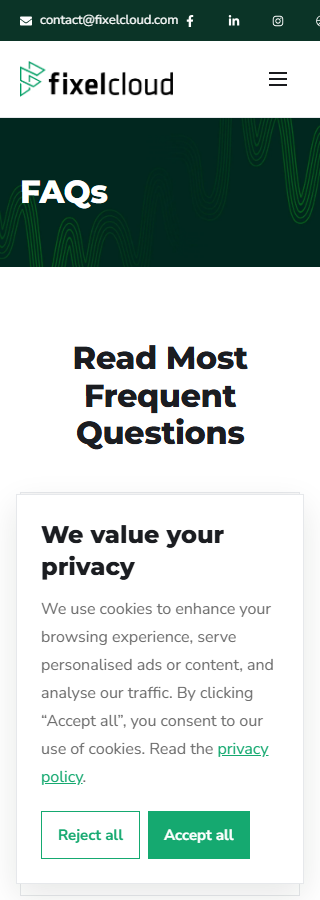 contact@fixelcloud.com
fixelcloud
FAQs
Read Most
Frequent
Questions
We value your
privacy
We use cookies to enhance your
browsing experience, serve
personalised ads or content, and
analyse our traffic. By clicking
“Accept all”, you consent to our
use of cookies. Read the privacy
policy.
Reject all
Accept all